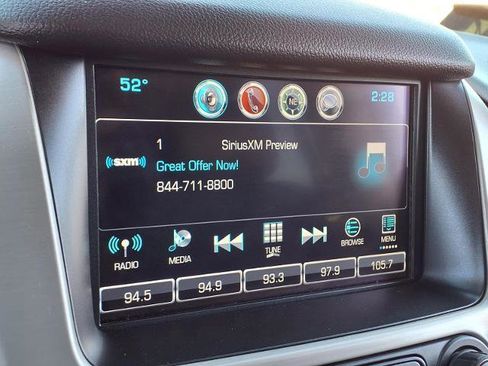 52°
NE
2:28
1 SiriusXM Preview
((sxm))
Great Offer Now!
844-711-8800
RADIO MEDIA TUNE BROWSE MENU
94.5 94.9 93.3 97.9 105.7